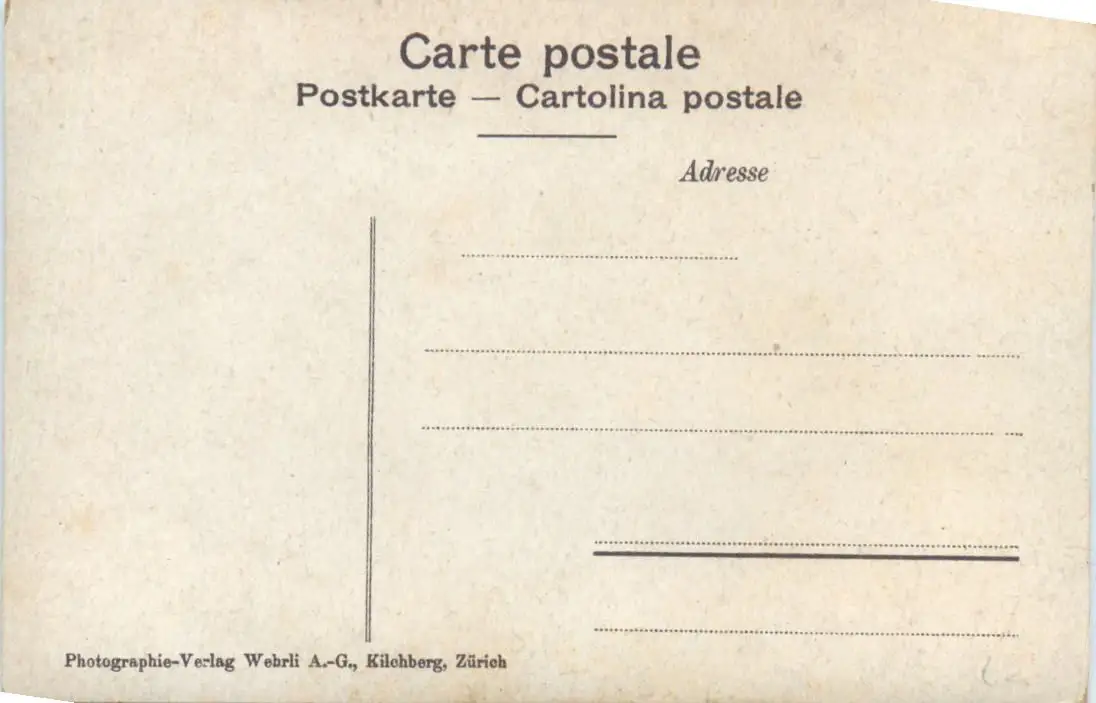 Carte postale
Postkarte — Cartolina postale
Adresse
Photographie-Verlag Wehrli A.-G., Kilchberg, Zürich